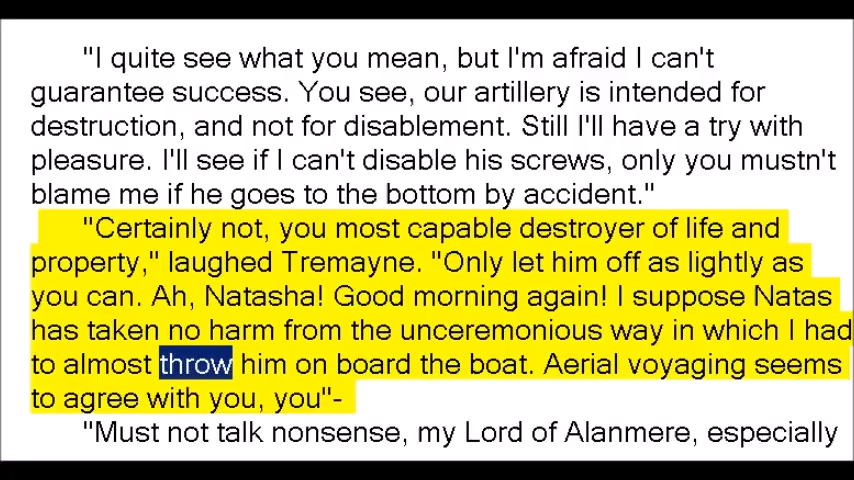 "I quite see what you mean, but I'm afraid I can't
guarantee success. You see, our artillery is intended for
destruction, and not for disablement. Still I'll have a try with
pleasure. I'll see if I can't disable his screws, only you mustn't
blame me if he goes to the bottom by accident."
"Certainly not, you most capable destroyer of life and
property," laughed Tremayne. "Only let him off as lightly as
you can. Ah, Natasha! Good morning again! I suppose Natas
has taken no harm from the unceremonious way in which I had
to almost throw him on board the boat. Aerial voyaging seems
to agree with you, you"-
"Must not talk nonsense, my Lord of Alanmere, especially